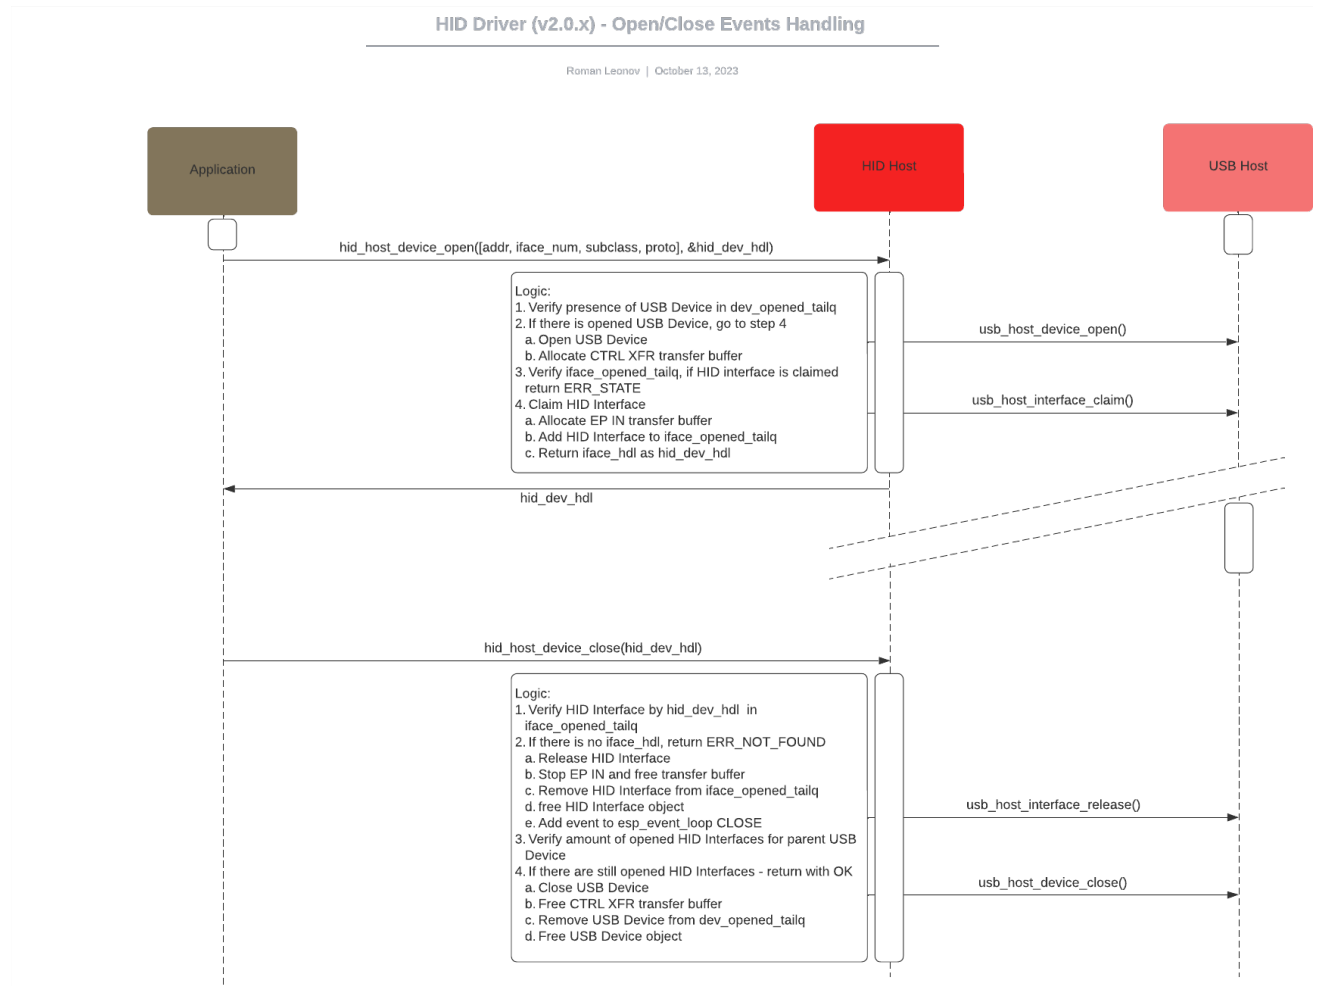 HID Driver (v2.0.x) - Open/Close Events Handling
Roman Leonov | October 13, 2023
Application
HID Host
USB Host
hid_host_device_open([addr, iface_num, subclass, proto], &hid_dev_hdl)
Logic:
1. Verify presence of USB Device in dev_opened_tailq
2. If there is opened USB Device, go to step 4
a. Open USB Device
b. Allocate CTRL XFR transfer buffer
3. Verify iface_opened_tailq, if HID interface is claimed
return ERR_STATE
4. Claim HID Interface
a. Allocate EP IN transfer buffer
b. Add HID Interface to iface_opened_tailq
c. Return iface_hdl as hid_dev_hdl
usb_host_device_open()
usb_host_interface_claim()
hid_dev_hdl
hid_host_device_close(hid_dev_hdl)
Logic:
1. Verify HID Interface by hid_dev_hdl in
iface_opened_tailq
2. If there is no iface_hdl, return ERR_NOT_FOUND
a. Release HID Interface
b. Stop EP IN and free transfer buffer
c. Remove HID Interface from iface_opened_tailq
d. free HID Interface object
e. Add event to esp_event_loop CLOSE
3. Verify amount of opened HID Interfaces for parent USB
Device
4. If there are still opened HID Interfaces - return with OK
a. Close USB Device
b. Free CTRL XFR transfer buffer
c. Remove USB Device from dev_opened_tailq
d. Free USB Device object
usb_host_interface_release()
usb_host_device_close()